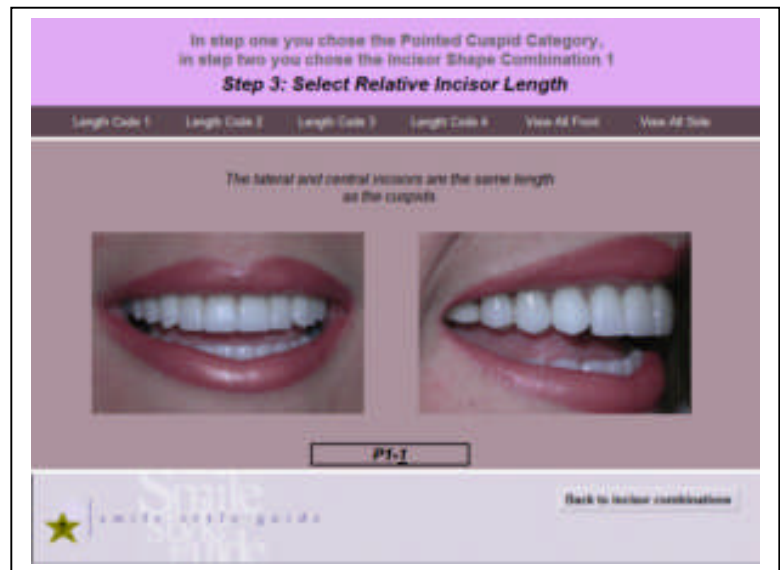 In step one you chose the Pointed Cuspid Category,
in step two you chose the Incisor Shape Combination 1
Step 3: Select Relative Incisor Length
Length Code 1 Length Code 2 Length Code 3 Length Code 4 View All Front View All Side
The lateral and central incisors are the same length
as the cuspids
P1-1
Smile
style
guide
smile style guide
Back to incisor combinations